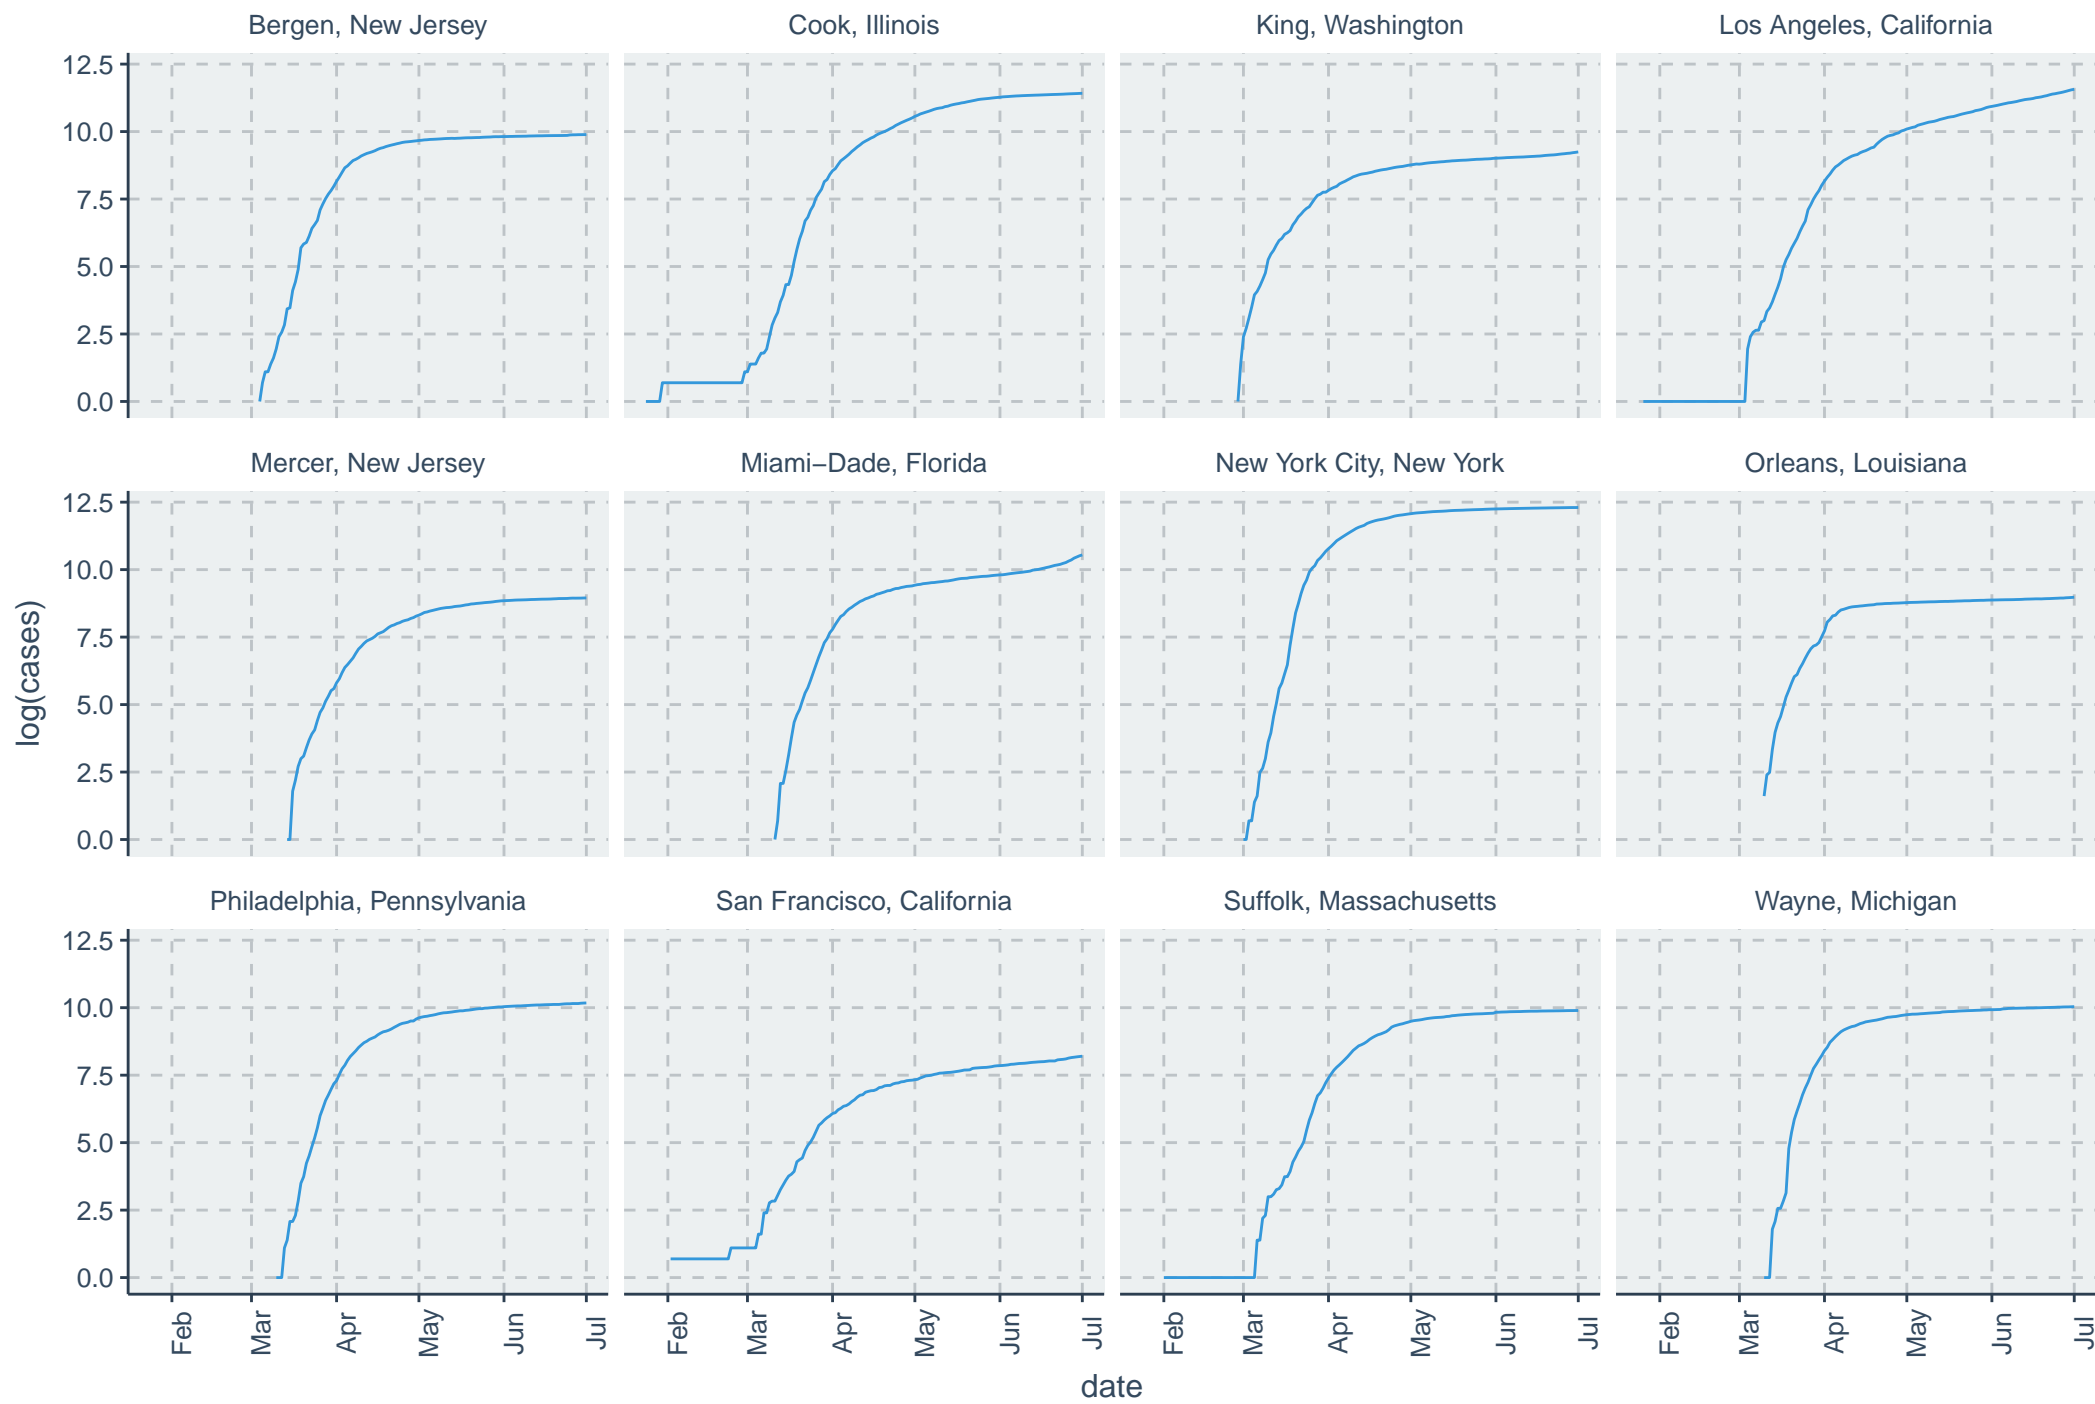 Bergen, New Jersey
Cook, Illinois
King, Washington
Los Angeles, California
12.5
10.0
7.5
5.0
2.5
0.0
Mercer, New Jersey
Miami−Dade, Florida
New York City, New York
Orleans, Louisiana
12.5
10.0
7.5
5.0
2.5
0.0
log(cases)
Philadelphia, Pennsylvania
San Francisco, California
Suffolk, Massachusetts
Wayne, Michigan
12.5
10.0
7.5
5.0
2.5
0.0
Feb Mar Apr May Jun Jul
Feb Mar Apr May Jun Jul
Feb Mar Apr May Jun Jul
Feb Mar Apr May Jun Jul
date